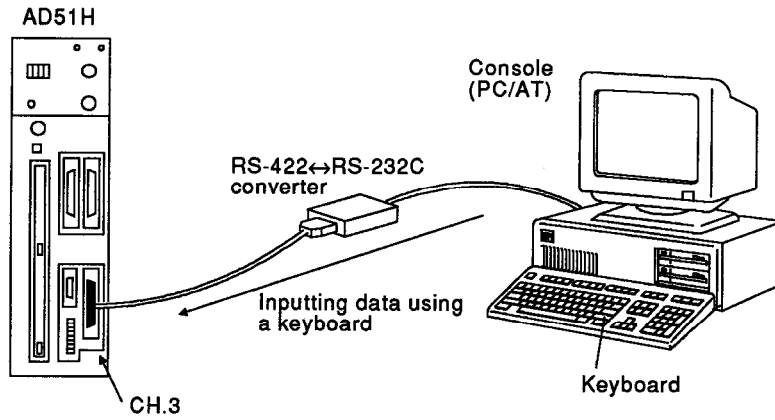 AD51H
Console
(PC/AT)
RS-422↔RS-232C
converter
Inputting data using
a keyboard
Keyboard
CH.3